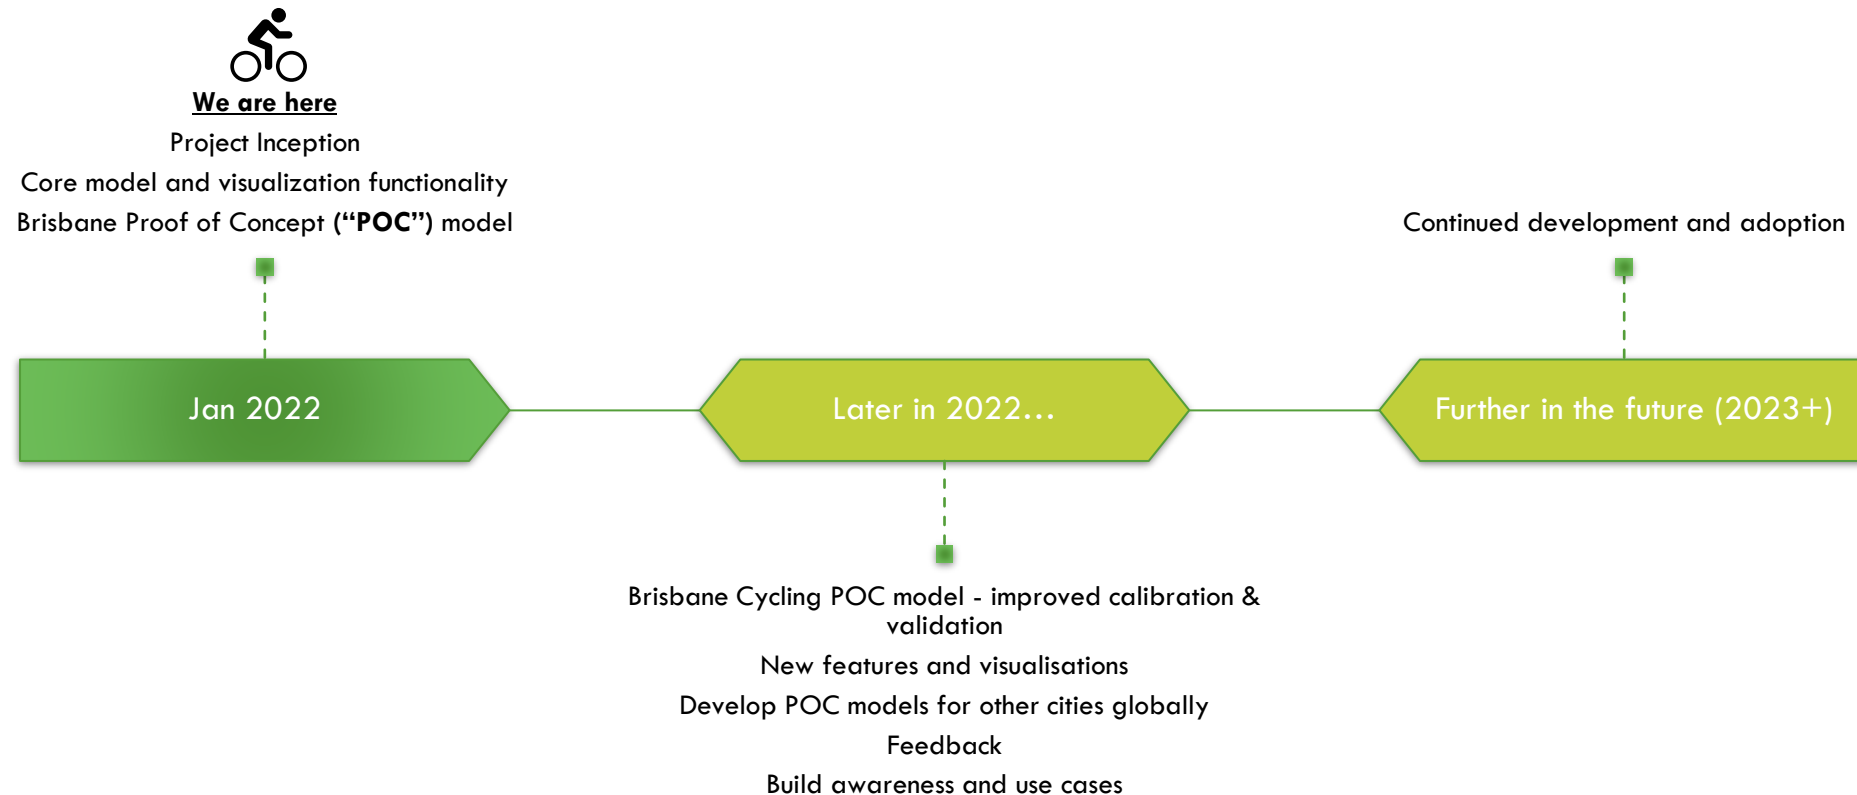 We are here
Project Inception
Core model and visualization functionality
Brisbane Proof of Concept (“POC”) model
Continued development and adoption
Jan 2022
Later in 2022...
Further in the future (2023+)
Brisbane Cycling POC model - improved calibration &
validation
New features and visualisations
Develop POC models for other cities globally
Feedback
Build awareness and use cases